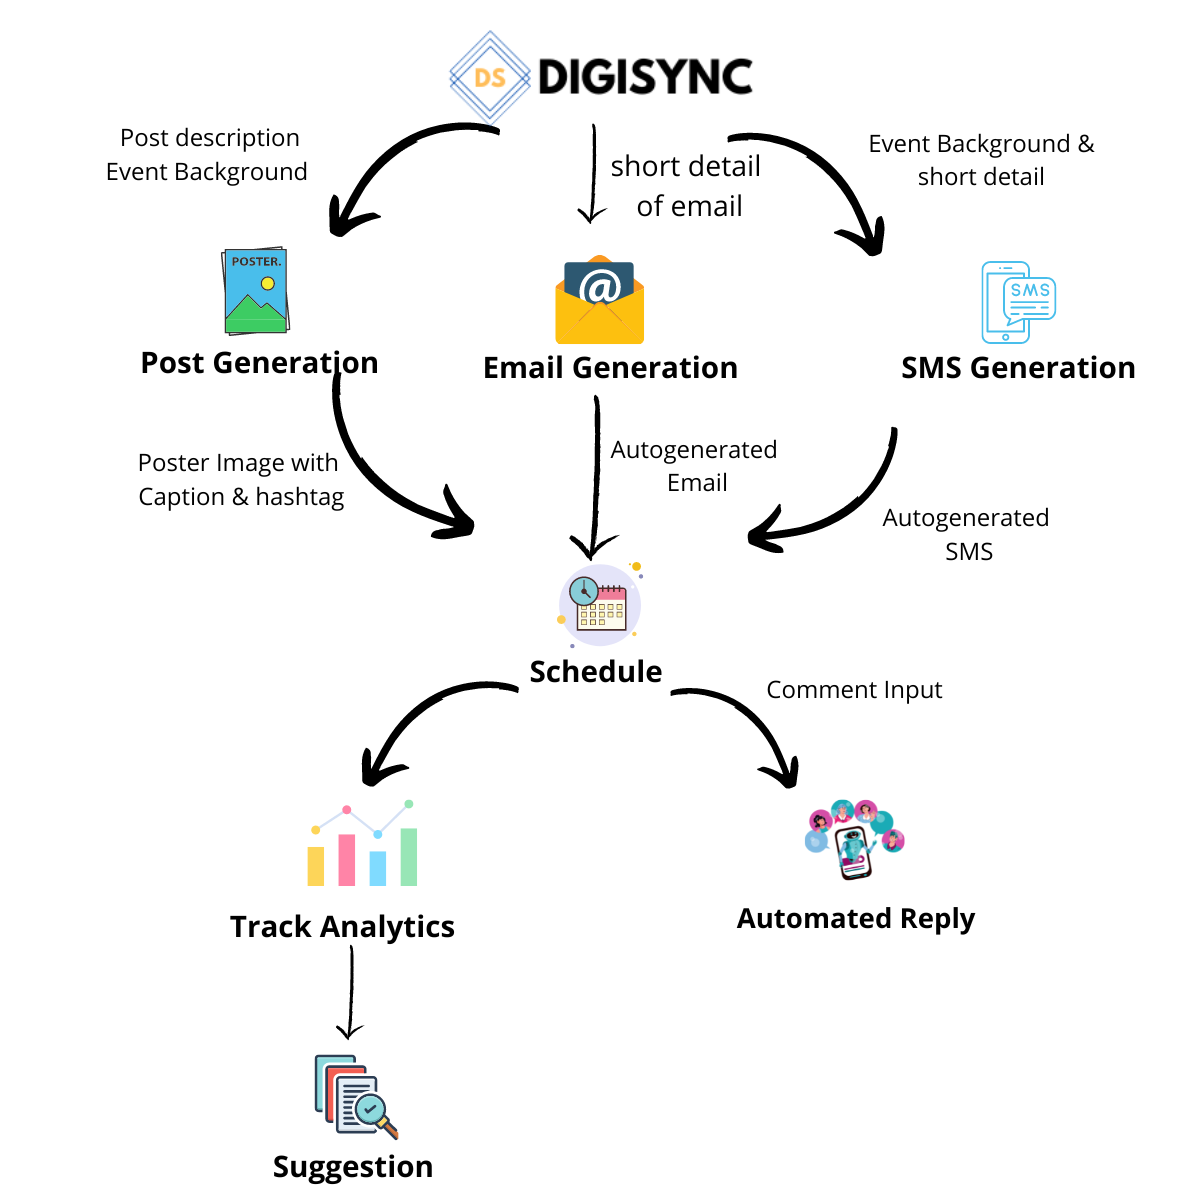 DS DIGISYNC
Post description
Event Background
short detail
of email
Event Background &
short detail
POSTER.
@
SMS
Post Generation
Email Generation
SMS Generation
Poster Image with
Caption & hashtag
Autogenerated
Email
Autogenerated
SMS
Schedule
Comment Input
Track Analytics
Automated Reply
Suggestion